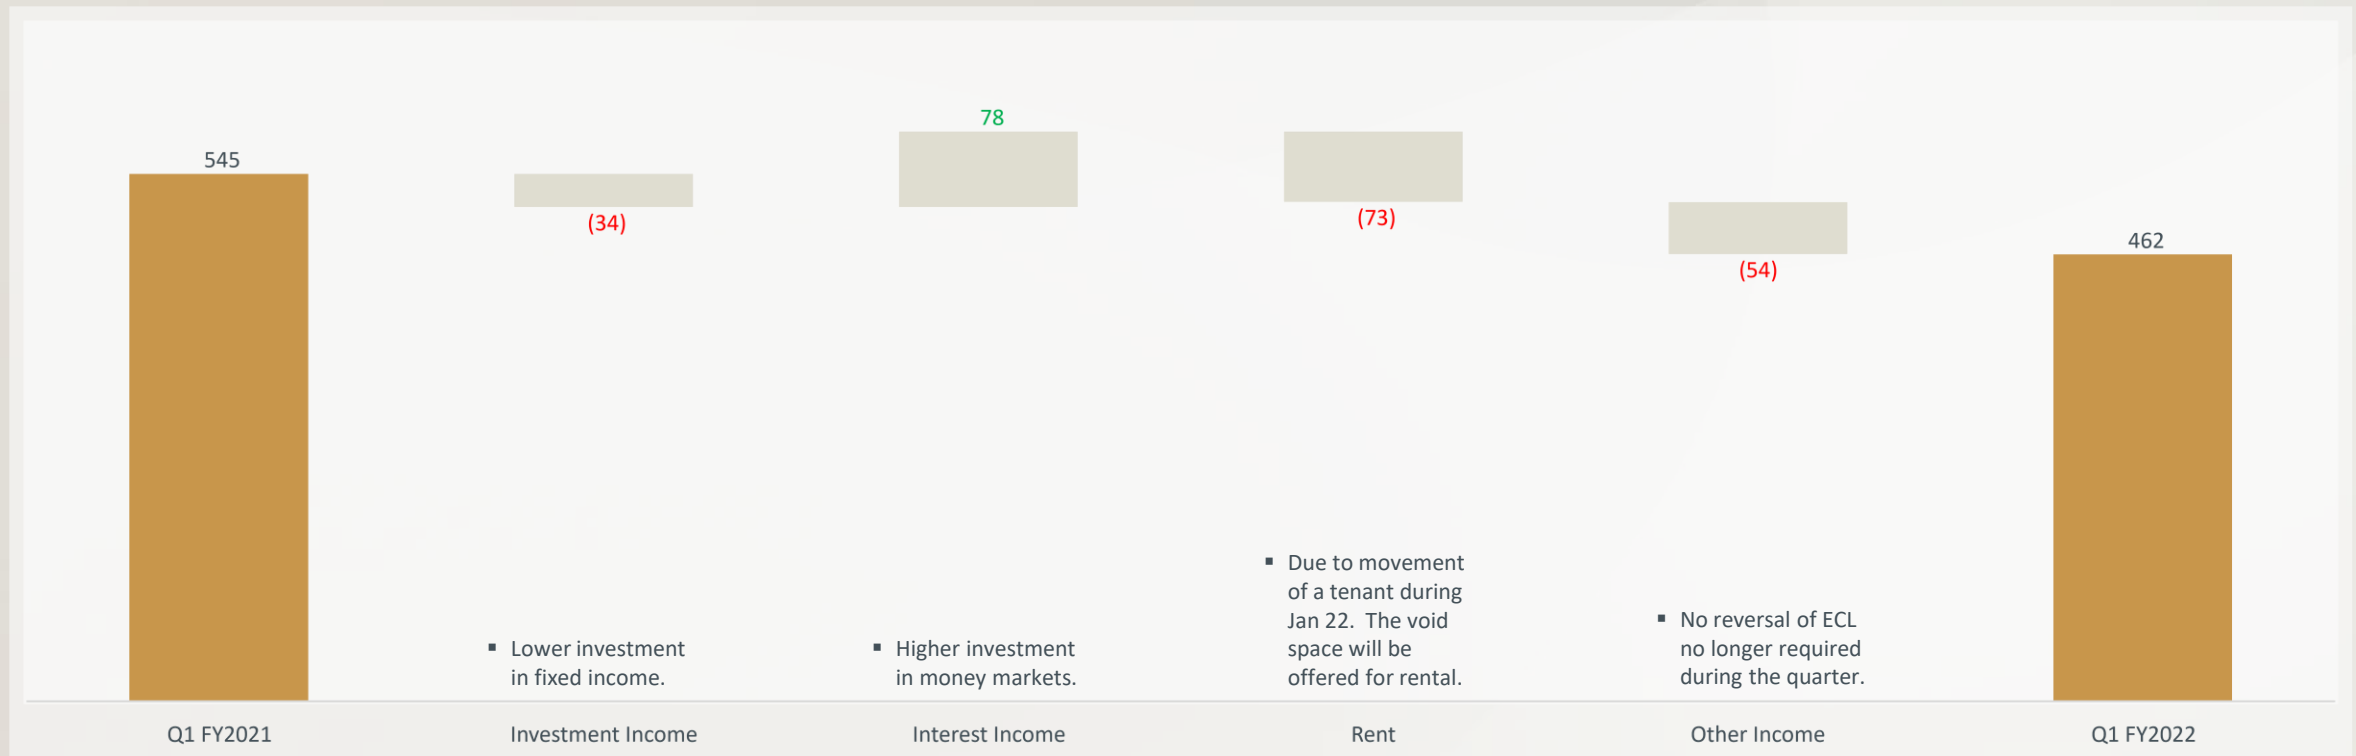 78
545
(34)
(73)
(54)
462
▪ Due to movement
of a tenant during
Jan 22.  The void
space will be
offered for rental.
▪ No reversal of ECL
no longer required
during the quarter.
▪ Lower investment
in fixed income.
▪ Higher investment
in money markets.
Q1 FY2021
Investment Income
Interest Income
Rent
Other Income
Q1 FY2022